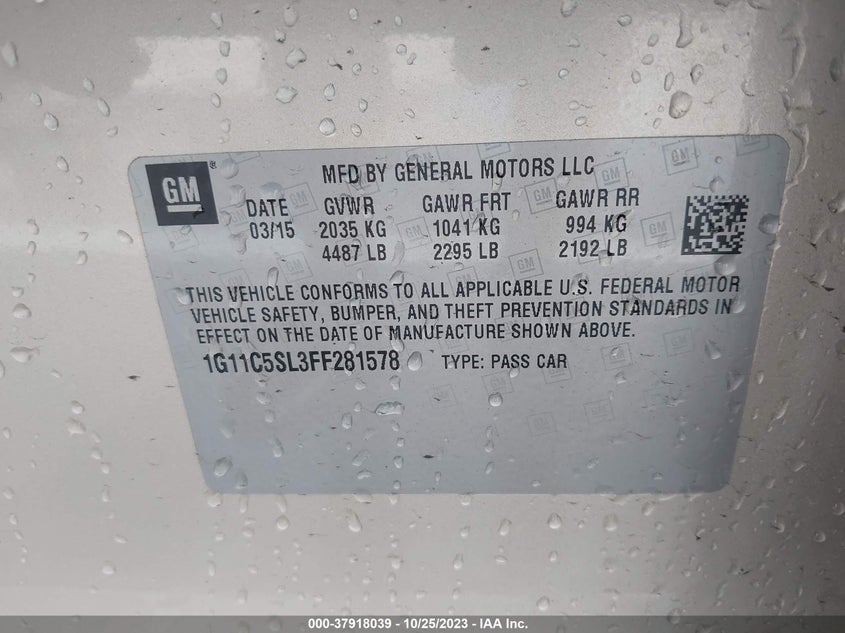 GM ® MFD BY GENERAL MOTORS LLC
DATE GVWR GAWR FRT GAWR RR
03/15 2035 KG 1041 KG 994 KG
4487 LB 2295 LB 2192 LB
THIS VEHICLE CONFORMS TO ALL APPLICABLE U.S. FEDERAL MOTOR
VEHICLE SAFETY, BUMPER, AND THEFT PREVENTION STANDARDS IN
EFFECT ON THE DATE OF MANUFACTURE SHOWN ABOVE.
1G11C5SL3FF281578 TYPE: PASS CAR
000-37918039 - 10/25/2023 - IAA Inc.